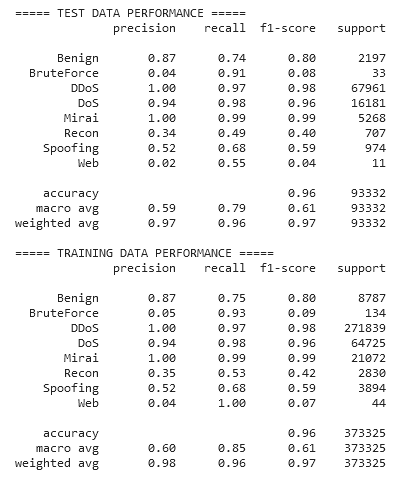 ===== TEST DATA PERFORMANCE =====
precision recall f1-score support
Benign 0.87 0.74 0.80 2197
BruteForce 0.04 0.91 0.08 33
DDoS 1.00 0.97 0.98 67961
DoS 0.94 0.98 0.96 16181
Mirai 1.00 0.99 0.99 5268
Recon 0.34 0.49 0.40 707
Spoofing 0.52 0.68 0.59 974
Web 0.02 0.55 0.04 11
accuracy 0.96 93332
macro avg 0.59 0.79 0.61 93332
weighted avg 0.97 0.96 0.97 93332
===== TRAINING DATA PERFORMANCE =====
precision recall f1-score support
Benign 0.87 0.75 0.80 8787
BruteForce 0.05 0.93 0.09 134
DDoS 1.00 0.97 0.98 271839
DoS 0.94 0.98 0.96 64725
Mirai 1.00 0.99 0.99 21072
Recon 0.35 0.53 0.42 2830
Spoofing 0.52 0.68 0.59 3894
Web 0.04 1.00 0.07 44
accuracy 0.96 373325
macro avg 0.60 0.85 0.61 373325
weighted avg 0.98 0.96 0.97 373325